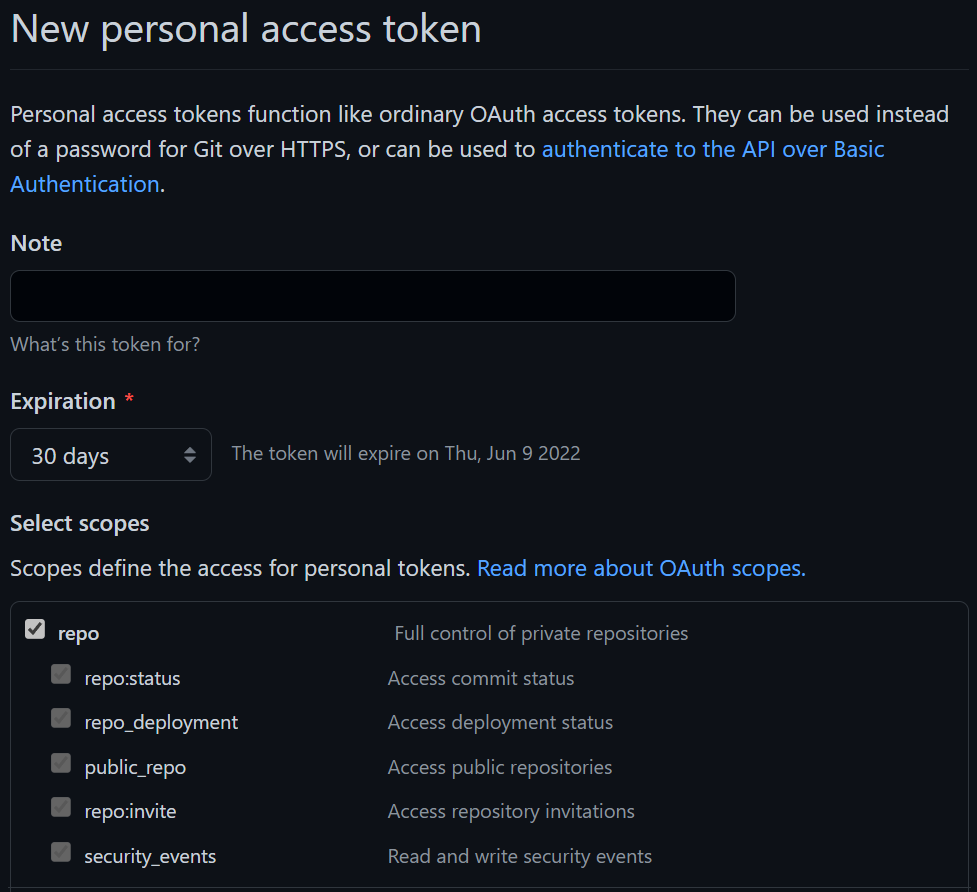 New personal access token
Personal access tokens function like ordinary OAuth access tokens. They can be used instead
of a password for Git over HTTPS, or can be used to authenticate to the API over Basic
Authentication.
Note
What's this token for?
Expiration *
30 days The token will expire on Thu, Jun 9 2022
Select scopes
Scopes define the access for personal tokens. Read more about OAuth scopes.
repo Full control of private repositories
repo:status Access commit status
repo_deployment Access deployment status
public_repo Access public repositories
repo:invite Access repository invitations
security_events Read and write security events